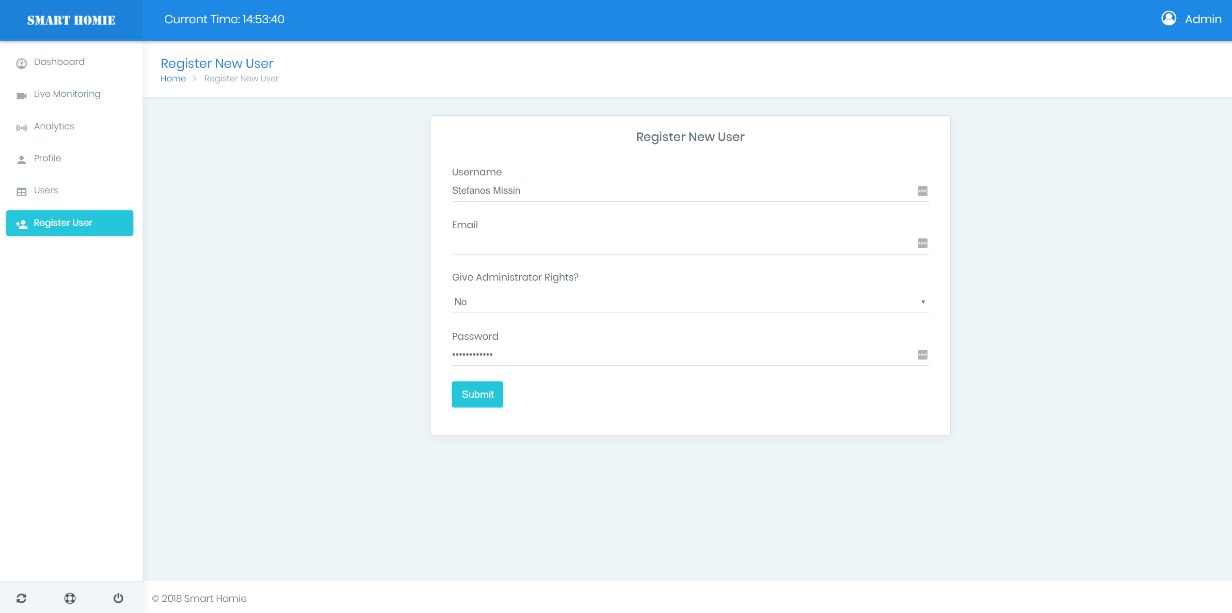 SMART HOMIE
Current Time: 14:53:40
Admin
Dashboard
Live Monitoring
Analytics
Profile
Users
Register User
Register New User
Home > Register New User
Register New User
Username
Stefanos Missin
Email
Give Administrator Rights?
No
Password
••••••••••••
Submit
© 2018 Smart Homie